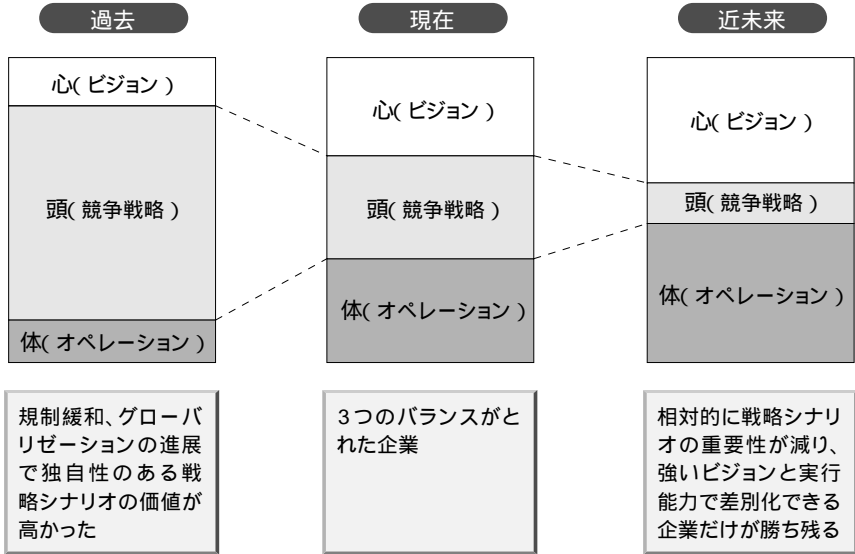 過去
現在
近未来
心(ビジョン)
頭(競争戦略)
体(オペレーション)
心(ビジョン)
頭(競争戦略)
体(オペレーション)
心(ビジョン)
頭(競争戦略)
体(オペレーション)
規制緩和、グローバ
リゼーションの進展
で独自性のある戦
略シナリオの価値が
高かった
3つのバランスがと
れた企業
相対的に戦略シナリ
オの重要性が減り、
強いビジョンと実行
能力で差別化できる
企業だけが勝ち残る